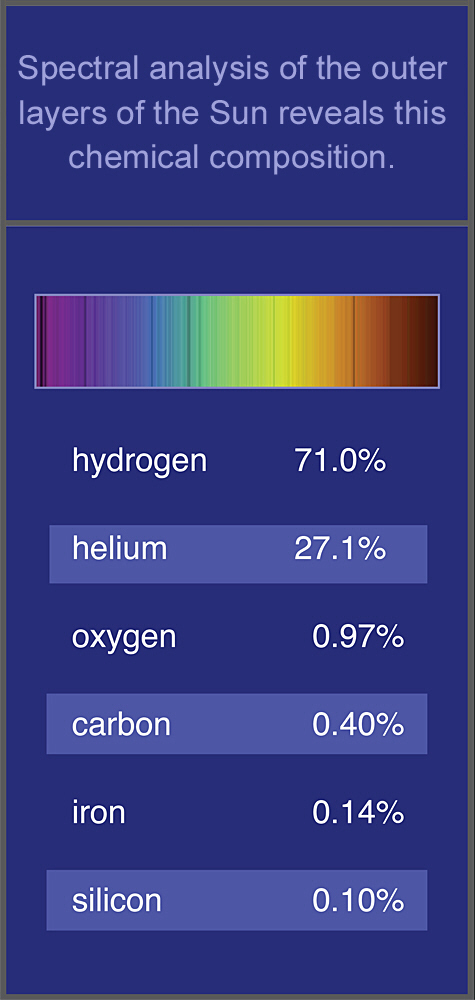 Spectral analysis of the outer
layers of the Sun reveals this
chemical composition.
hydrogen 71.0%
helium 27.1%
oxygen 0.97%
carbon 0.40%
iron 0.14%
silicon 0.10%